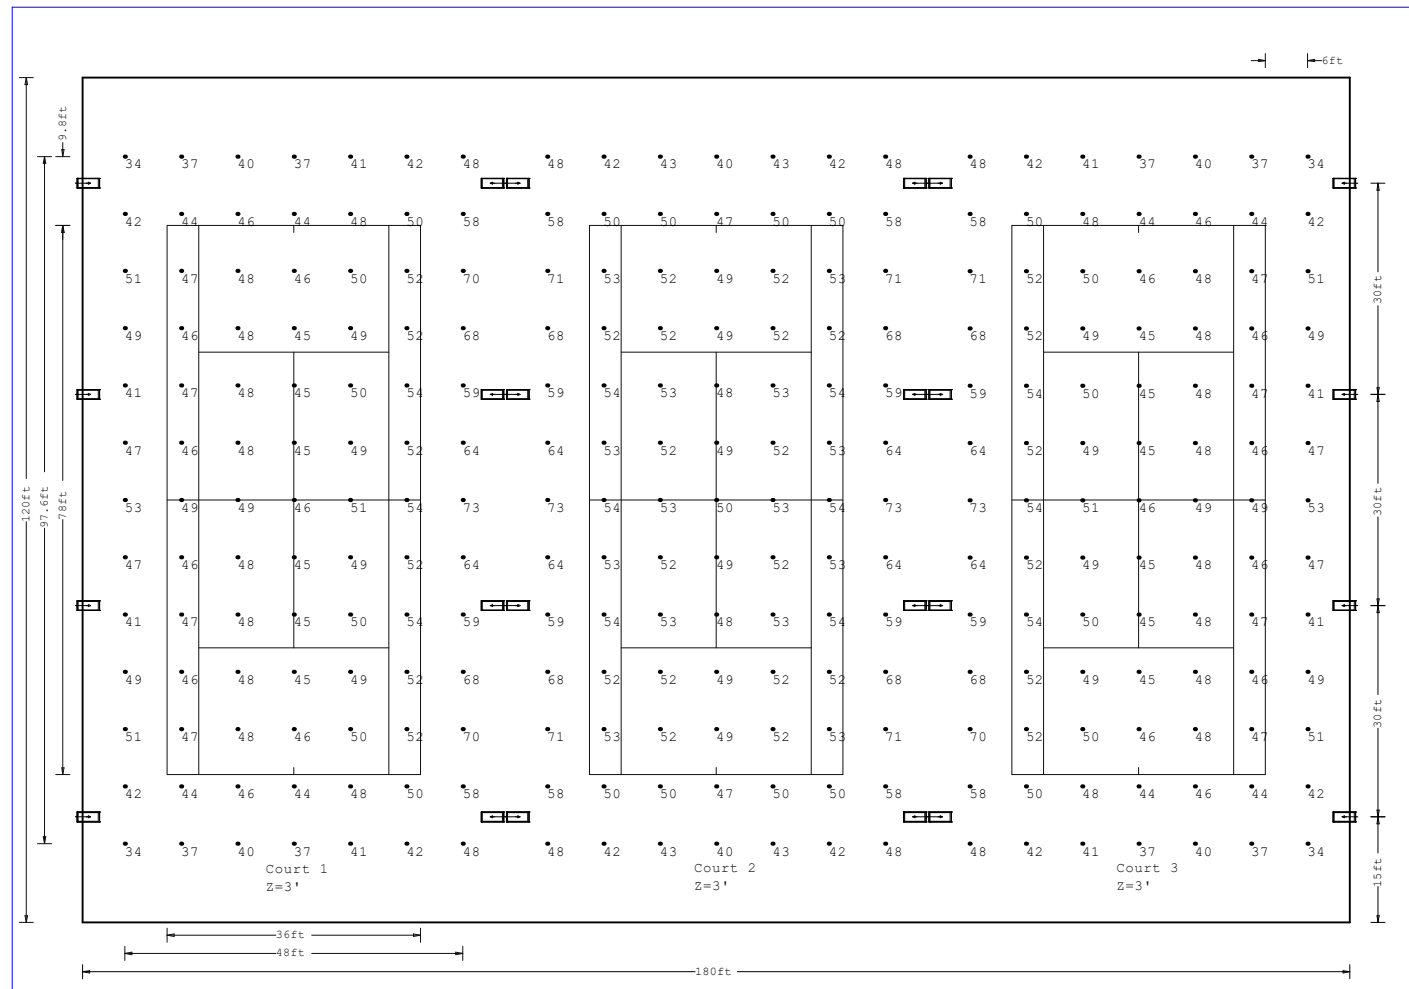 6ft
9.8ft
34 37 40 37 41 42 48 48 42 43 40 43 42 48 48 42 41 37 40 37 34
42 44 46 44 48 50 58 58 50 50 47 50 50 58 58 50 48 44 46 44 42
51 47 48 46 50 52 70 71 53 52 49 52 53 71 71 52 50 46 48 47 51
30ft
49 46 48 45 49 52 68 68 52 52 49 52 52 68 68 52 49 45 48 46 49
41 47 48 45 50 54 59 59 54 53 48 53 54 59 59 54 50 45 48 47 41
47 46 48 45 49 52 64 64 53 52 49 52 53 64 64 52 49 45 48 46 47
120ft
97.6ft
78ft
53 49 49 46 51 54 73 73 54 53 50 53 54 73 73 54 51 46 49 49 53
30ft
47 46 48 45 49 52 64 64 53 52 49 52 53 64 64 52 49 45 48 46 47
41 47 48 45 50 54 59 59 54 53 48 53 54 59 59 54 50 45 48 47 41
49 46 48 45 49 52 68 68 52 52 49 52 52 68 68 52 49 45 48 46 49
30ft
51 47 48 46 50 52 70 71 53 52 49 52 53 71 70 52 50 46 48 47 51
42 44 46 44 48 50 58 58 50 50 47 50 50 58 58 50 48 44 46 44 42
34 37 40 37 41 42 48 48 42 43 40 43 42 48 48 42 41 37 40 37 34
15ft
Court 1 Court 2 Court 3
Z=3' Z=3' Z=3'
36ft
48ft
180ft